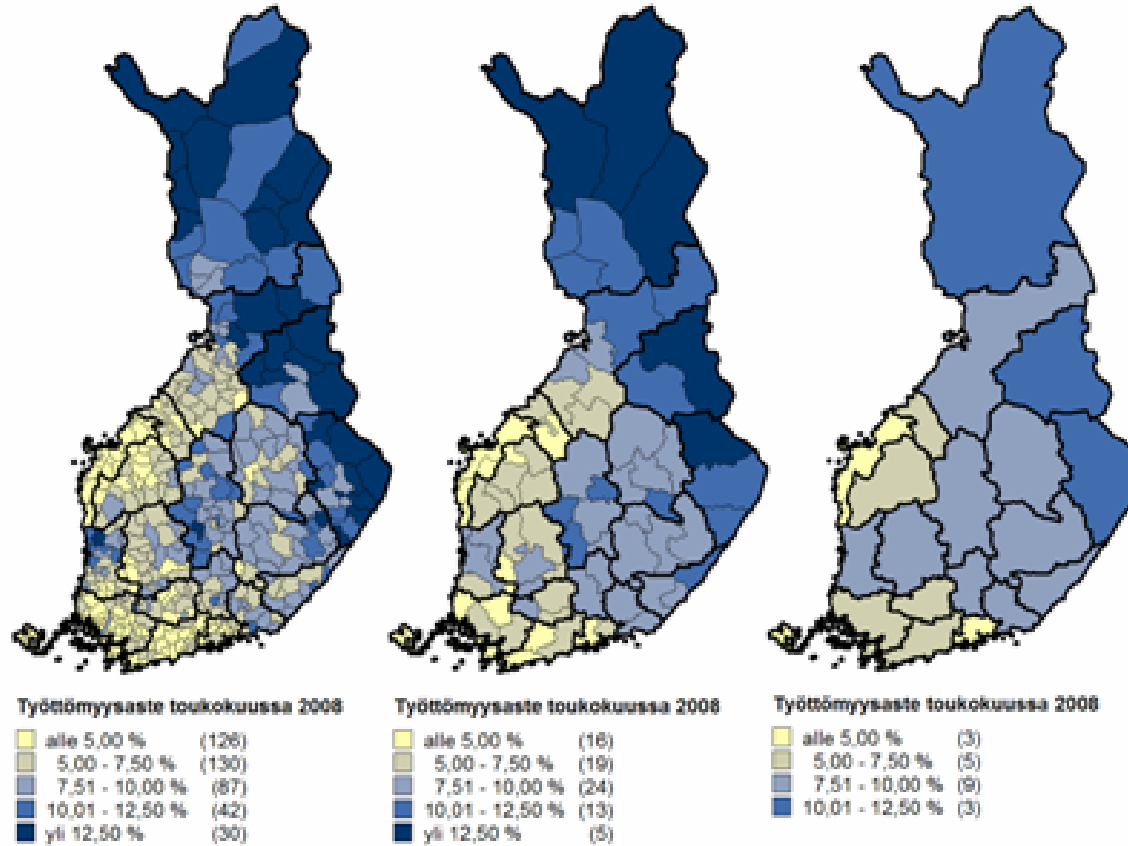 Työttömyysaste toukokuussa 2008
alle 5,00 % (126)
5,00 - 7,50 % (130)
7,51 - 10,00 % (87)
10,01 - 12,50 % (42)
yli 12,50 % (30)
Työttömyysaste toukokuussa 2008
alle 5,00 % (16)
5,00 - 7,50 % (19)
7,51 - 10,00 % (24)
10,01 - 12,50 % (13)
yli 12,50 % (5)
Työttömyysaste toukokuussa 2008
alle 5,00 % (3)
5,00 - 7,50 % (5)
7,51 - 10,00 % (9)
10,01 - 12,50 % (3)